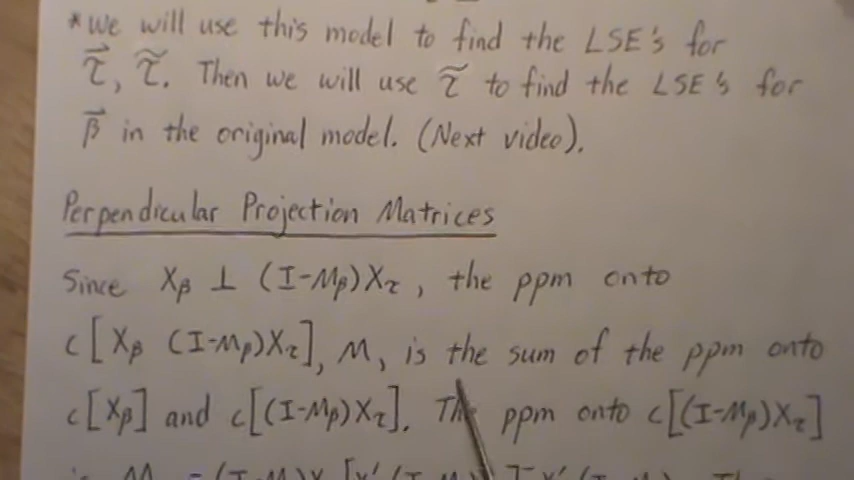 *we will use this model to find the LSE's for
τ⃗, τ̃. Then we will use τ̃ to find the LSE's for
β⃗ in the original model. (Next video).
Perpendicular Projection Matrices
Since Xβ ⊥ (I-Mβ)Xτ, the ppm onto
C[Xβ (I-Mβ)Xτ], M, is the sum of the ppm onto
C[Xβ] and C[(I-Mβ)Xτ]. The ppm onto C[(I-Mβ)Xτ]